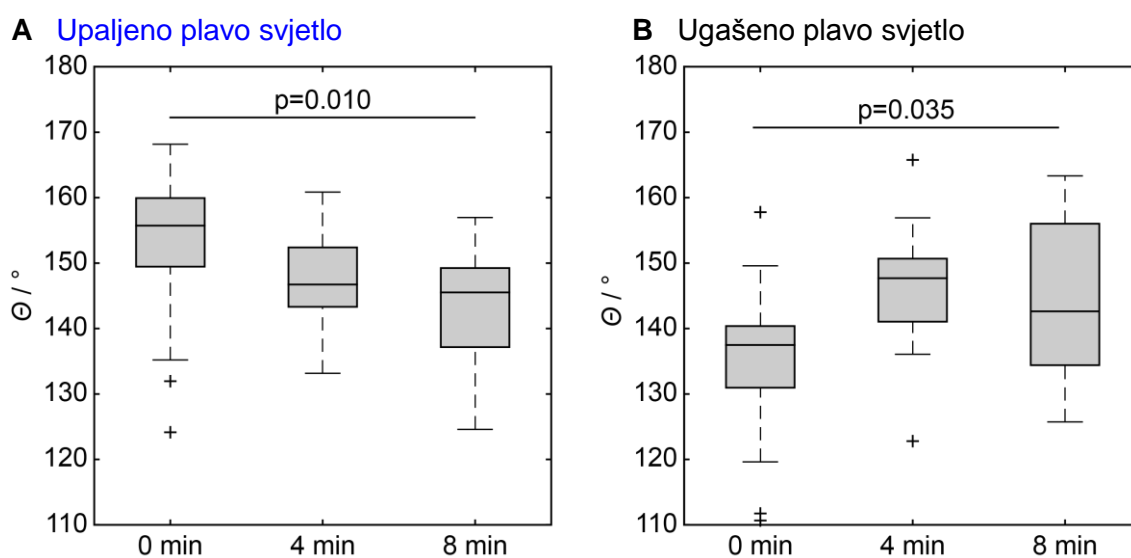 A Upaljeno plavo svjetlo
180
170
160
150
140
130
120
110
Θ / °
p=0.010
0 min 4 min 8 min
B Ugašeno plavo svjetlo
180
170
160
150
140
130
120
110
Θ / °
p=0.035
0 min 4 min 8 min